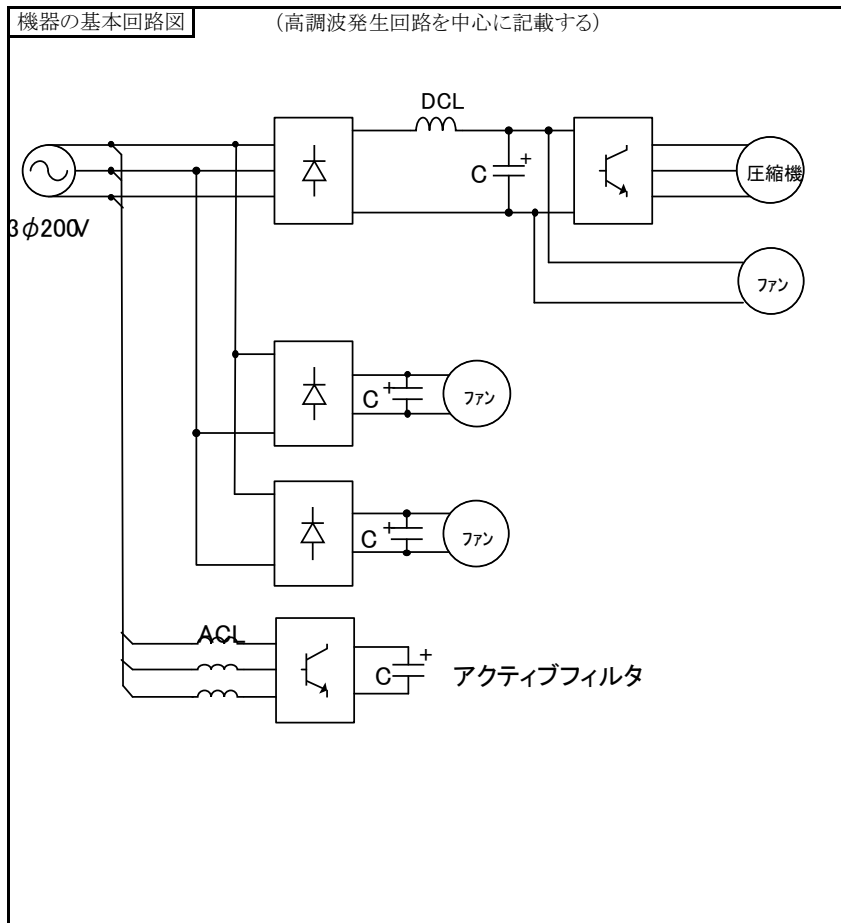 機器の基本回路図
(高調波発生回路を中心に記載する)
DCL
C
+
圧縮機
3φ200V
ファン
C
+
ファン
C
+
ファン
ACL
C
+
アクティブフィルタ